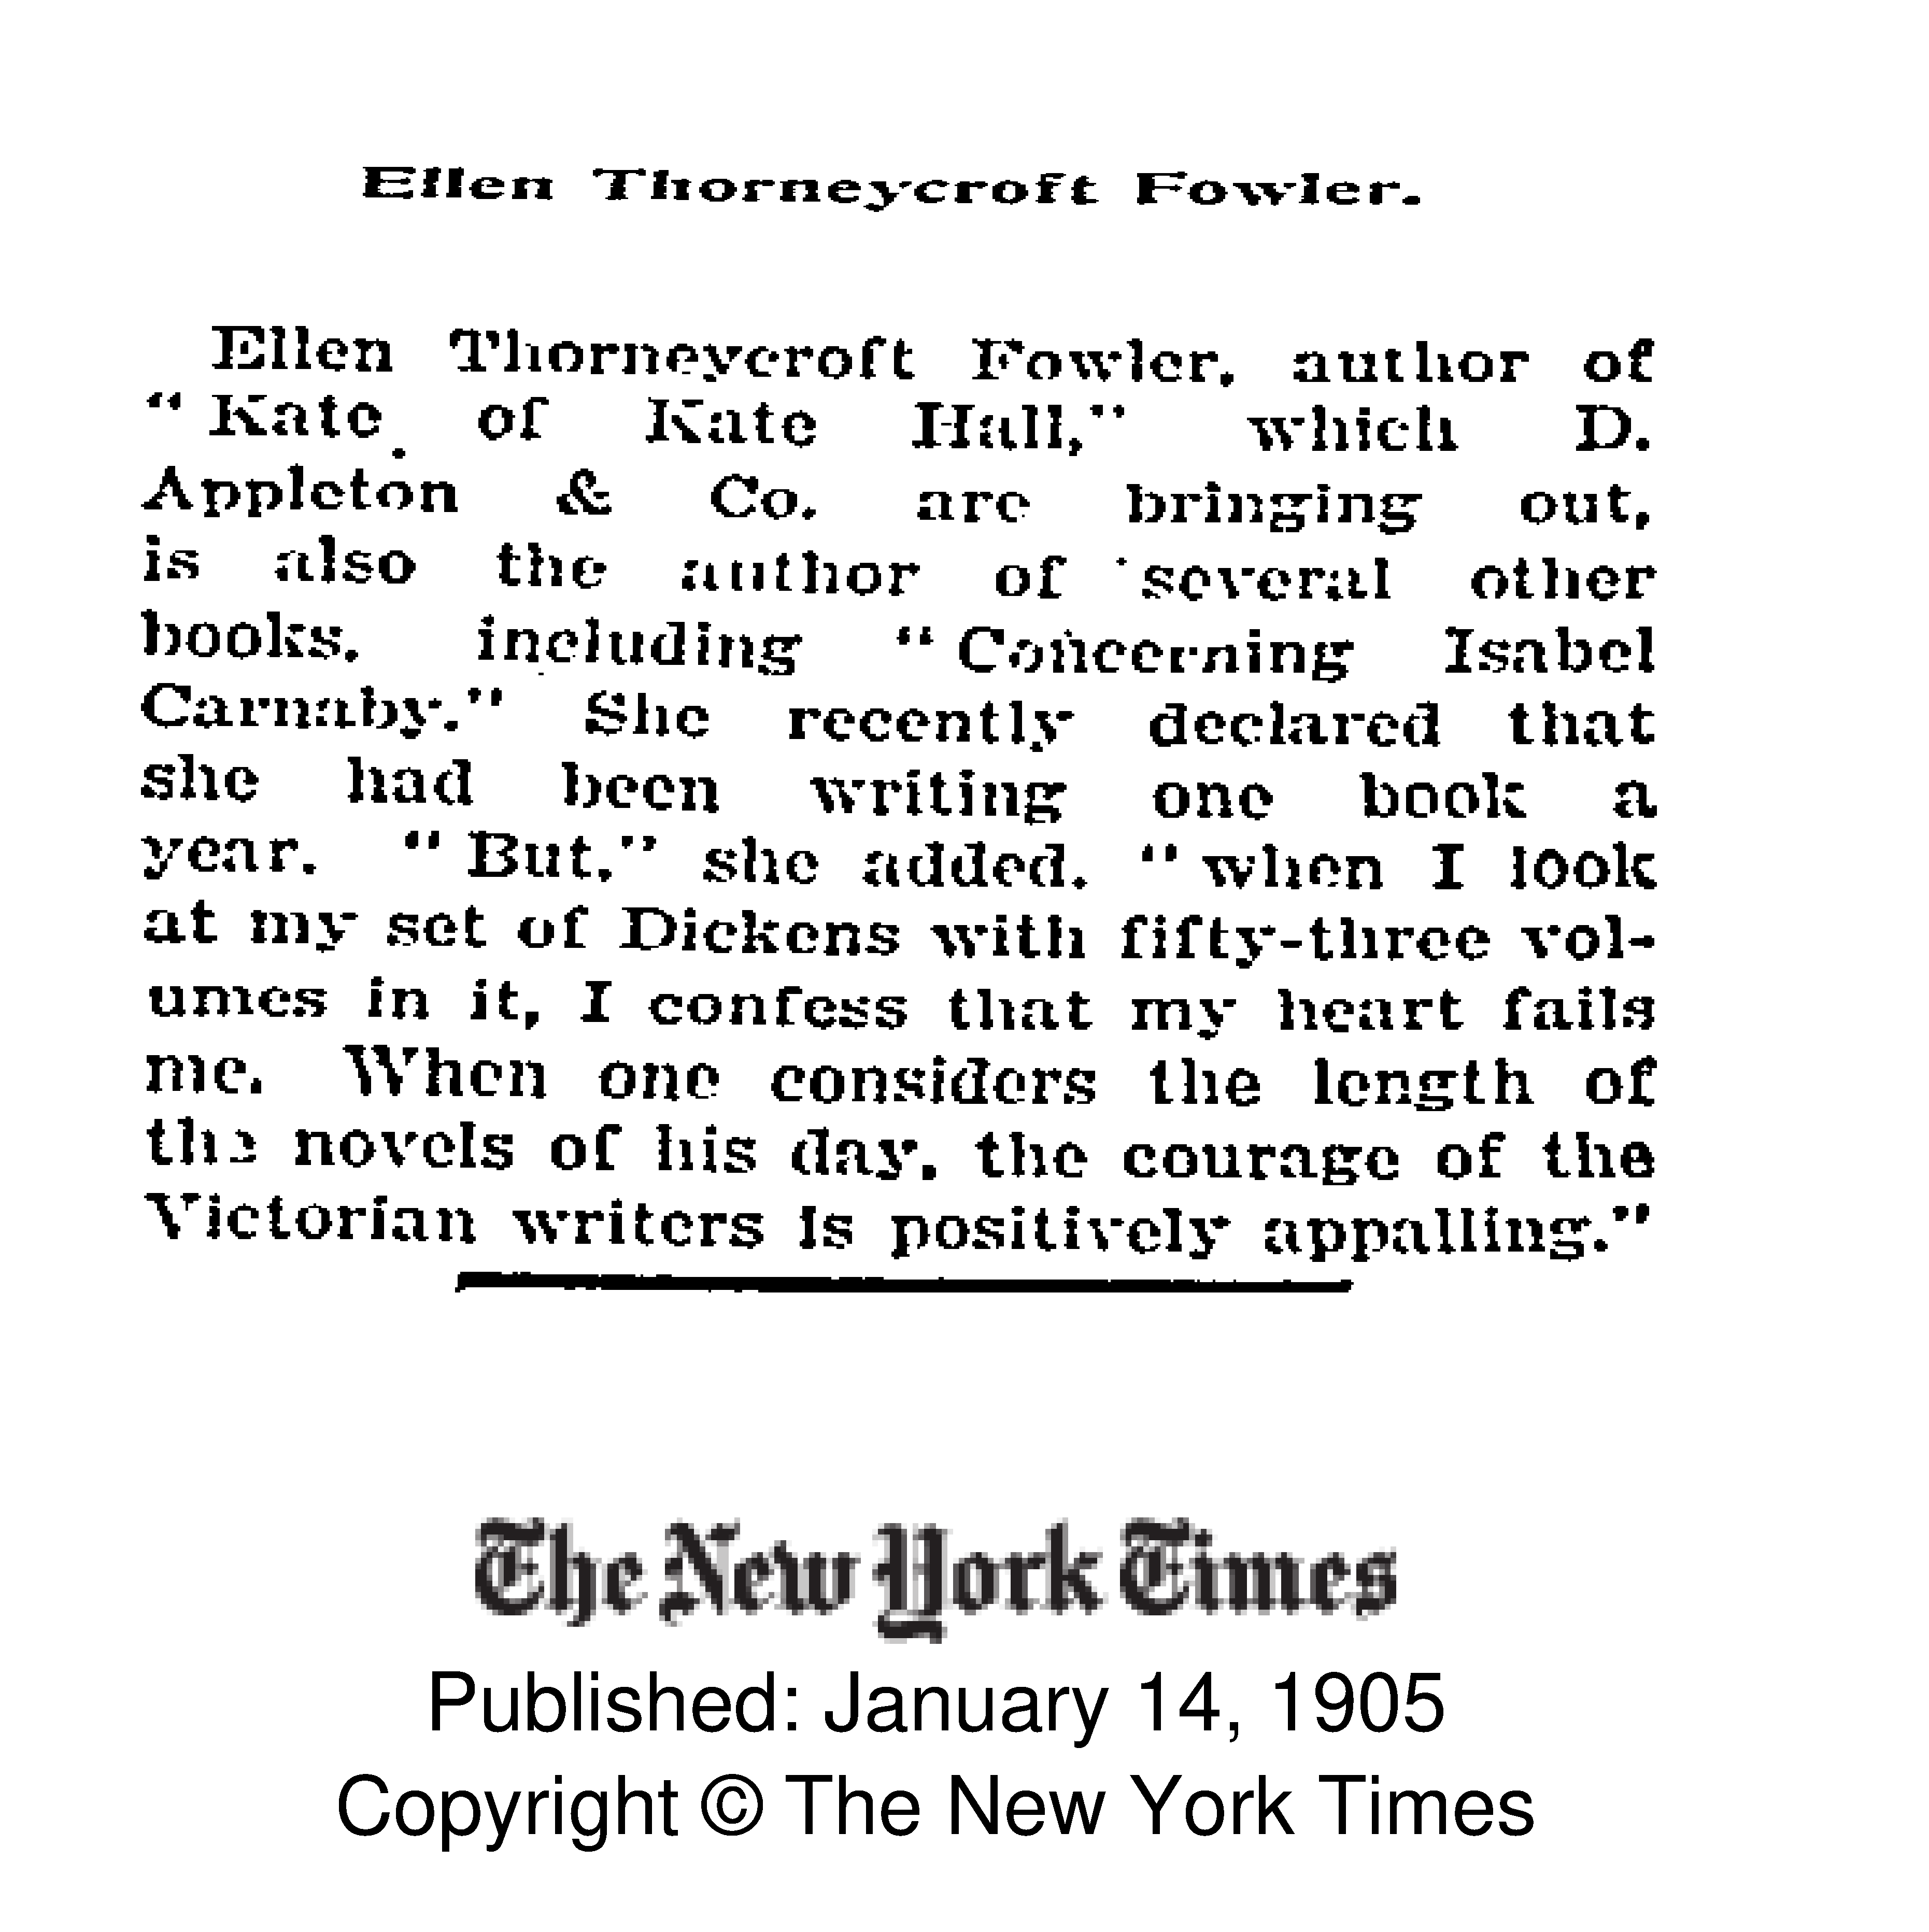 Ellen Thorneycroft Fowler.
Ellen Thorneycroft Fowler, author of
"Kate of Kate Hall," which D.
Appleton & Co. are bringing out,
is also the author of several other
books, including "Concerning Isabel
Carnaby." She recently declared that
she had been writing one book a
year. "But," she added, "when I look
at my set of Dickens with fifty-three vol-
umes in it, I confess that my heart fails
me. When one considers the length of
the novels of his day, the courage of the
Victorian writers is positively appalling."
The New York Times
Published: January 14, 1905
Copyright © The New York Times